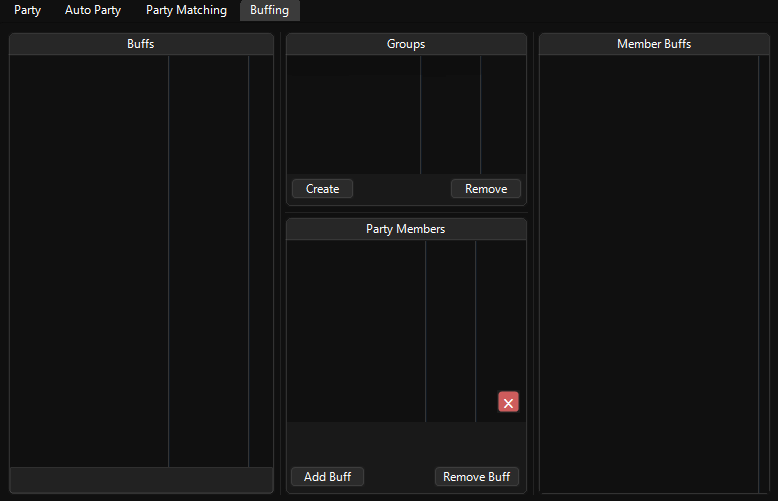 Party Auto Party Party Matching Buffing
Buffs
Groups
Member Buffs
Create Remove
Party Members
Add Buff Remove Buff